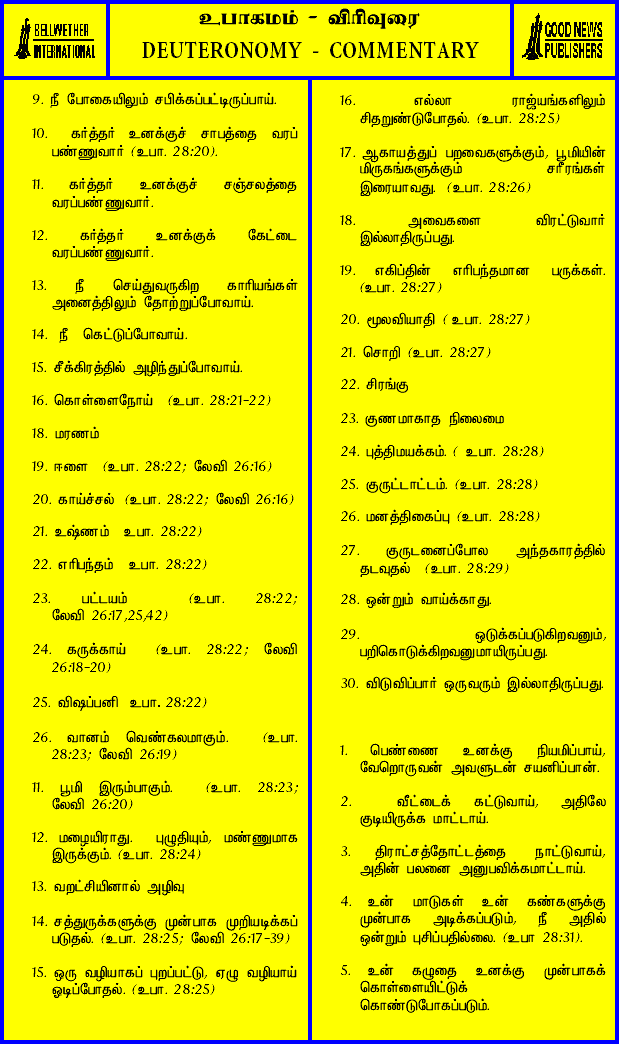 BELLWETHER
INTERNATIONAL
உபாகமம் - விரிவுரை
DEUTERONOMY - COMMENTARY
GOOD NEWS
PUBLISHERS
9. நீ போகையிலும் சபிக்கப்பட்டிருப்பாய்.
10. கர்த்தர் உனக்குச் சாபத்தை வரப்
பண்ணுவார் (உபா. 28:20).
11. கர்த்தர் உனக்குச் சஞ்சலத்தை
வரப்பண்ணுவார்.
12. கர்த்தர் உனக்குக் கேட்டை
வரப்பண்ணுவார்.
13. நீ செய்துவருகிற காரியங்கள்
அனைத்திலும் தோற்றுப்போவாய்.
14. நீ கெட்டுப்போவாய்.
15. சீக்கிரத்தில் அழிந்துப்போவாய்.
16. கொள்ளைநோய் (உபா. 28:21-22)
18. மரணம்
19. ஈளை (உபா. 28:22; லேவி 26:16)
20. காய்ச்சல் (உபா. 28:22; லேவி 26:16)
21. உஷ்ணம் உபா. 28:22)
22. எரிபந்தம் உபா. 28:22)
23. பட்டயம் (உபா. 28:22;
லேவி 26:17,25,42)
24. கருக்காய் (உபா. 28:22; லேவி
26:18-20)
25. விஷப்பனி உபா. 28:22)
26. வானம் வெண்கலமாகும். (உபா.
28:23; லேவி 26:19)
11. பூமி இரும்பாகும். (உபா. 28:23;
லேவி 26:20)
12. மழையிராது. புழுதியும், மண்ணுமாக
இருக்கும். (உபா. 28:24)
13. வறட்சியினால் அழிவு
14. சத்துருக்களுக்கு முன்பாக முறியடிக்கப்
படுதல். (உபா. 28:25; லேவி 26:17-39)
15. ஒரு வழியாகப் புறப்பட்டு, ஏழு வழியாய்
ஓடிப்போதல். (உபா. 28:25)
16. எல்லா ராஜ்யங்களிலும்
சிதறுண்டுபோதல். (உபா. 28:25)
17. ஆகாயத்துப் பறவைகளுக்கும், பூமியின்
மிருகங்களுக்கும் சரீரங்கள்
இரையாவது. (உபா. 28:26)
18. அவைகளை விரட்டுவார்
இல்லாதிருப்பது.
19. எகிப்தின் எரிபந்தமான பருக்கள்.
(உபா. 28:27)
20. மூலவியாதி ( உபா. 28:27)
21. சொறி (உபா. 28:27)
22. சிரங்கு
23. குணமாகாத நிலைமை
24. புத்திமயக்கம். ( உபா. 28:28)
25. குருட்டாட்டம். (உபா. 28:28)
26. மனத்திகைப்பு (உபா. 28:28)
27. குருடனைப்போல அந்தகாரத்தில்
தடவுதல் (உபா. 28:29)
28. ஒன்றும் வாய்க்காது.
29. ஒடுக்கப்படுகிறவனும்,
பறிகொடுக்கிறவனுமாயிருப்பது.
30. விடுவிப்பார் ஒருவரும் இல்லாதிருப்பது.
1. பெண்ணை உனக்கு நியமிப்பாய்,
வேறொருவன் அவளுடன் சயனிப்பான்.
2. வீட்டைக் கட்டுவாய், அதிலே
குடியிருக்க மாட்டாய்.
3. திராட்சத்தோட்டத்தை நாட்டுவாய்,
அதின் பலனை அனுபவிக்கமாட்டாய்.
4. உன் மாடுகள் உன் கண்களுக்கு
முன்பாக அடிக்கப்படும், நீ அதில்
ஒன்றும் புசிப்பதில்லை. (உபா 28:31).
5. உன் கழுதை உனக்கு முன்பாகக்
கொள்ளையிட்டுக்
கொண்டுபோகப்படும்.